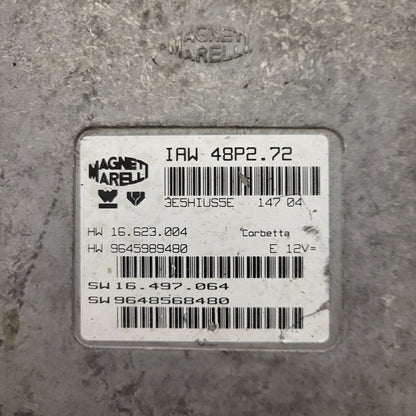 MAGNETI
MARELLI
MAGNETI
MARELLI
IAW 48P2.72
3E5HIUS5E 147 04
HW 16.623.004 Corbetta
HW 9645989480 E 12V=
SW 16.497.064
SW 9648568480